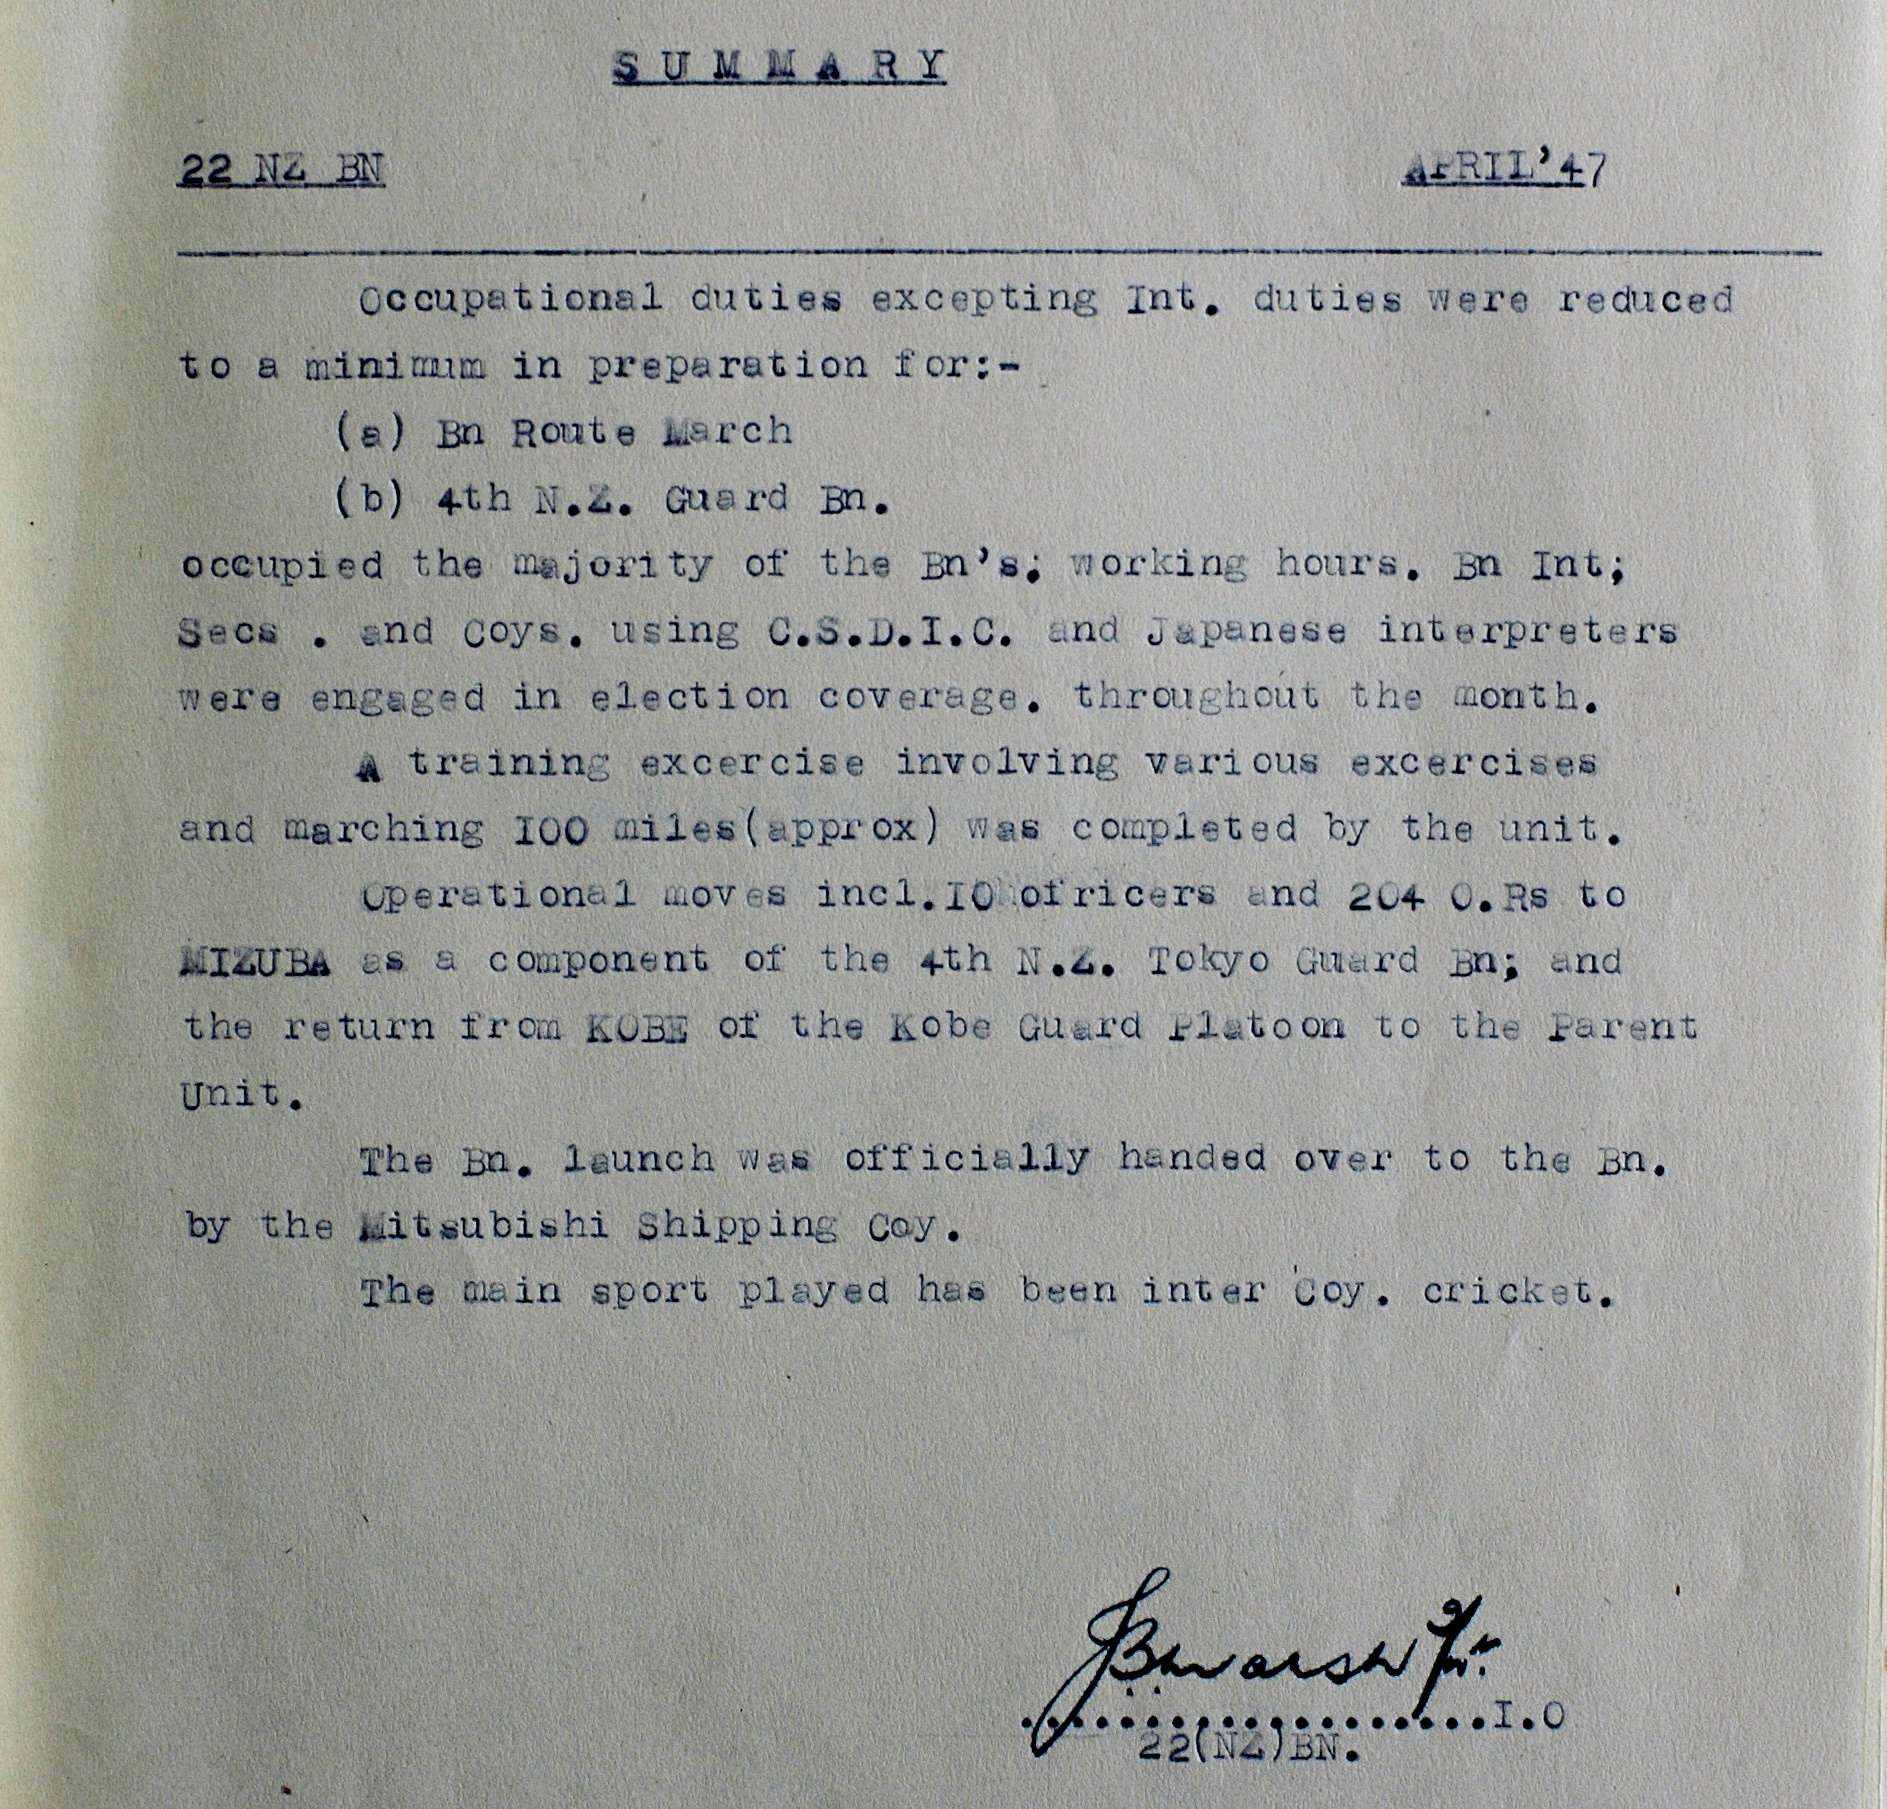 SUMMARY
22 NZ BN APRIL'47
Occupational duties excepting Int. duties were reduced
to a minimum in preparation for:-
(a) Bn Route March
(b) 4th N.Z. Guard Bn.
occupied the majority of the Bn's; working hours. Bn Int;
Secs . and Coys. using C.S.D.I.C. and Japanese interpreters
were engaged in election coverage. throughout the month.
A training excercise involving various excercises
and marching I00 miles(approx) was completed by the unit.
Operational moves incl.I0 officers and 204 O.Rs to
MIZUBA as a component of the 4th N.Z. Tokyo Guard Bn; and
the return from KOBE of the Kobe Guard Platoon to the Parent
Unit.
The Bn. launch was officially handed over to the Bn.
by the Mitsubishi Shipping Coy.
The main sport played has been inter Coy. cricket.
...................I.O
22(NZ)BN.